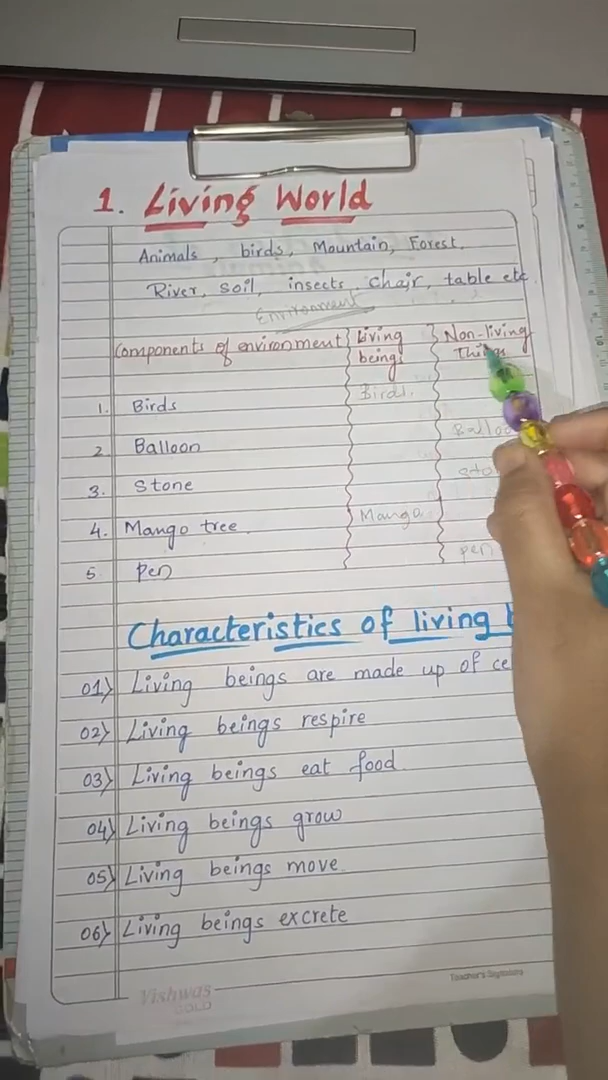 1. Living World
Animals, birds, Mountain, Forest,
River, soil, insects, chair, table etc
Environment
Components of environment Living beings Non-living Things
1. Birds Birds.
2. Balloon Balloo
3. Stone sto
4. Mango tree Mango
5 pen pen
Characteristics of living
01) Living beings are made up of ce
02) Living beings respire
03) Living beings eat food
04) Living beings grow
05) Living beings move
06) Living beings excrete
Vishwas
GOLD
Teacher's Signature